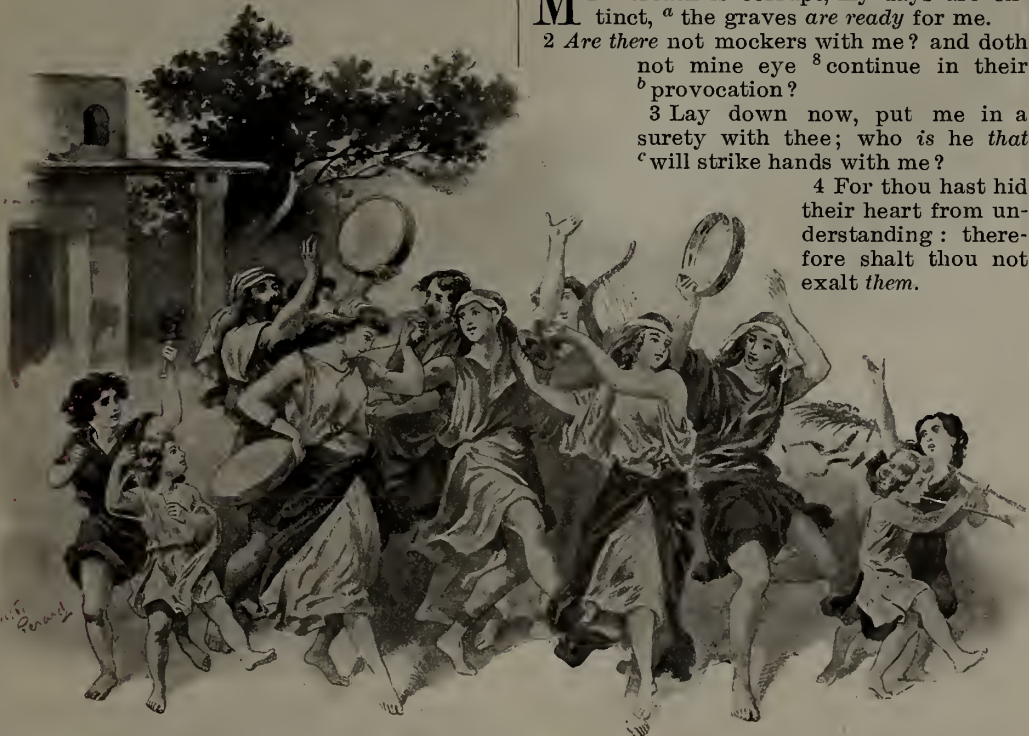 tinct, a the graves are ready for me.
2 Are there not mockers with me? and doth
not mine eye 8 continue in their
b provocation?
3 Lay down now, put me in a
surety with thee; who is he that
c will strike hands with me?
4 For thou hast hid
their heart from un-
derstanding: there-
fore shalt thou not
exalt them.